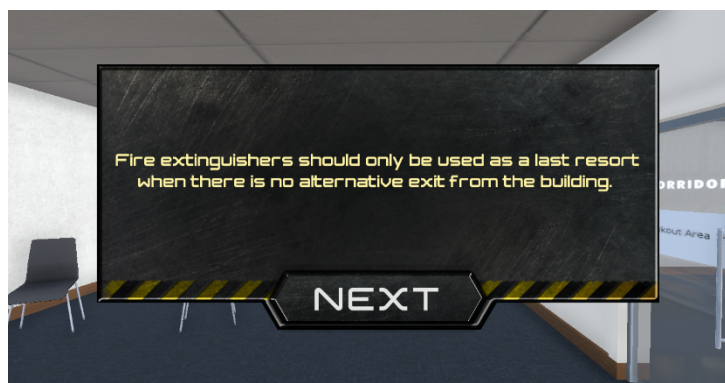 Fire extinguishers should only be used as a last resort
when there is no alternative exit from the building.
ORRIDOR
kout Area
NEXT